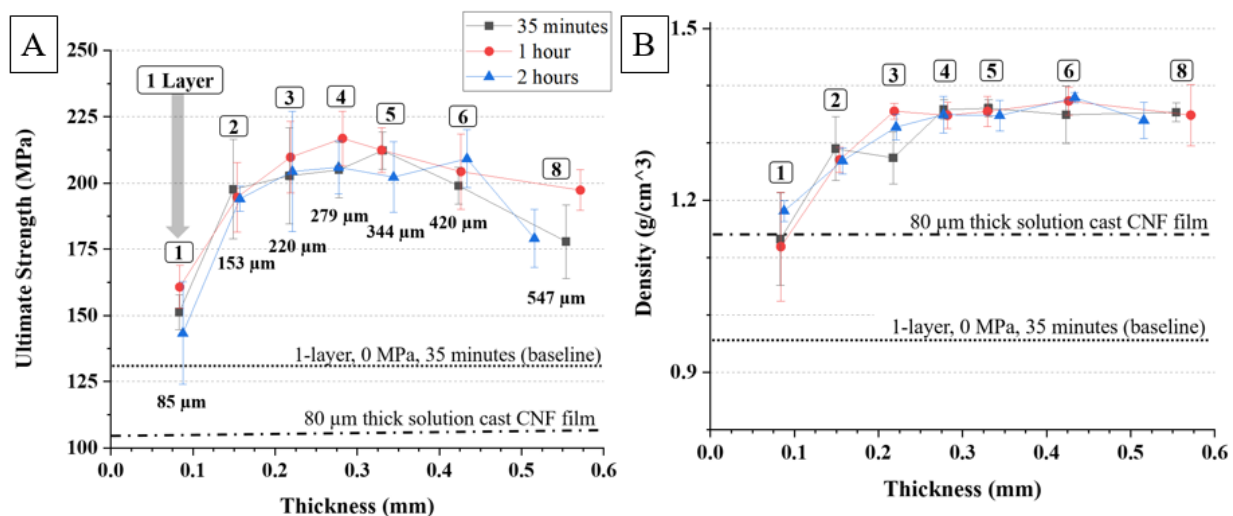 A
Ultimate Strength (MPa)
250
225
200
175
150
125
100
35 minutes
1 hour
2 hours
1 Layer
1
2
3
4
5
6
8
85 µm
153 µm
220 µm
279 µm
344 µm
420 µm
547 µm
1-layer, 0 MPa, 35 minutes (baseline)
80 µm thick solution cast CNF film
0.0 0.1 0.2 0.3 0.4 0.5 0.6
Thickness (mm)
B
Density (g/cm^3)
1.5
1.2
0.9
1
2
3
4
5
6
8
80 µm thick solution cast CNF film
1-layer, 0 MPa, 35 minutes (baseline)
0.0 0.1 0.2 0.3 0.4 0.5 0.6
Thickness (mm)